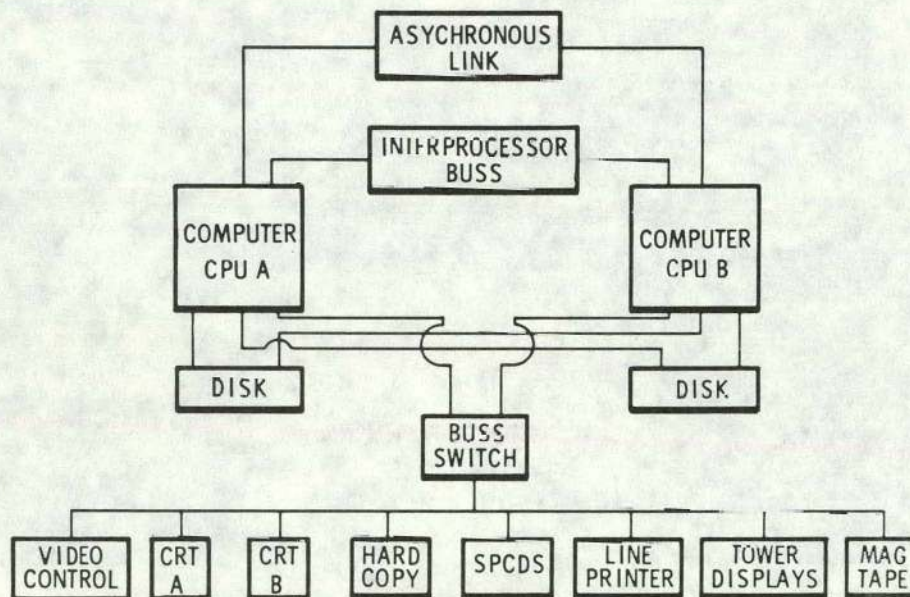 ASYCHRONOUS
LINK
INTERPROCESSOR
BUSS
COMPUTER
CPU A
COMPUTER
CPU B
DISK
DISK
BUSS
SWITCH
VIDEO
CONTROL
CRT
A
CRT
B
HARD
COPY
SPCDS
LINE
PRINTER
TOWER
DISPLAYS
MAG
TAPE